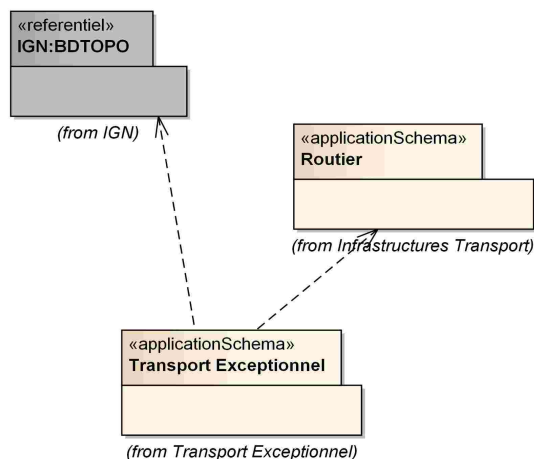 «referentiel»
IGN:BDTOPO
(from IGN)
«applicationSchema»
Routier
(from Infrastructures Transport)
«applicationSchema»
Transport Exceptionnel
(from Transport Exceptionnel)